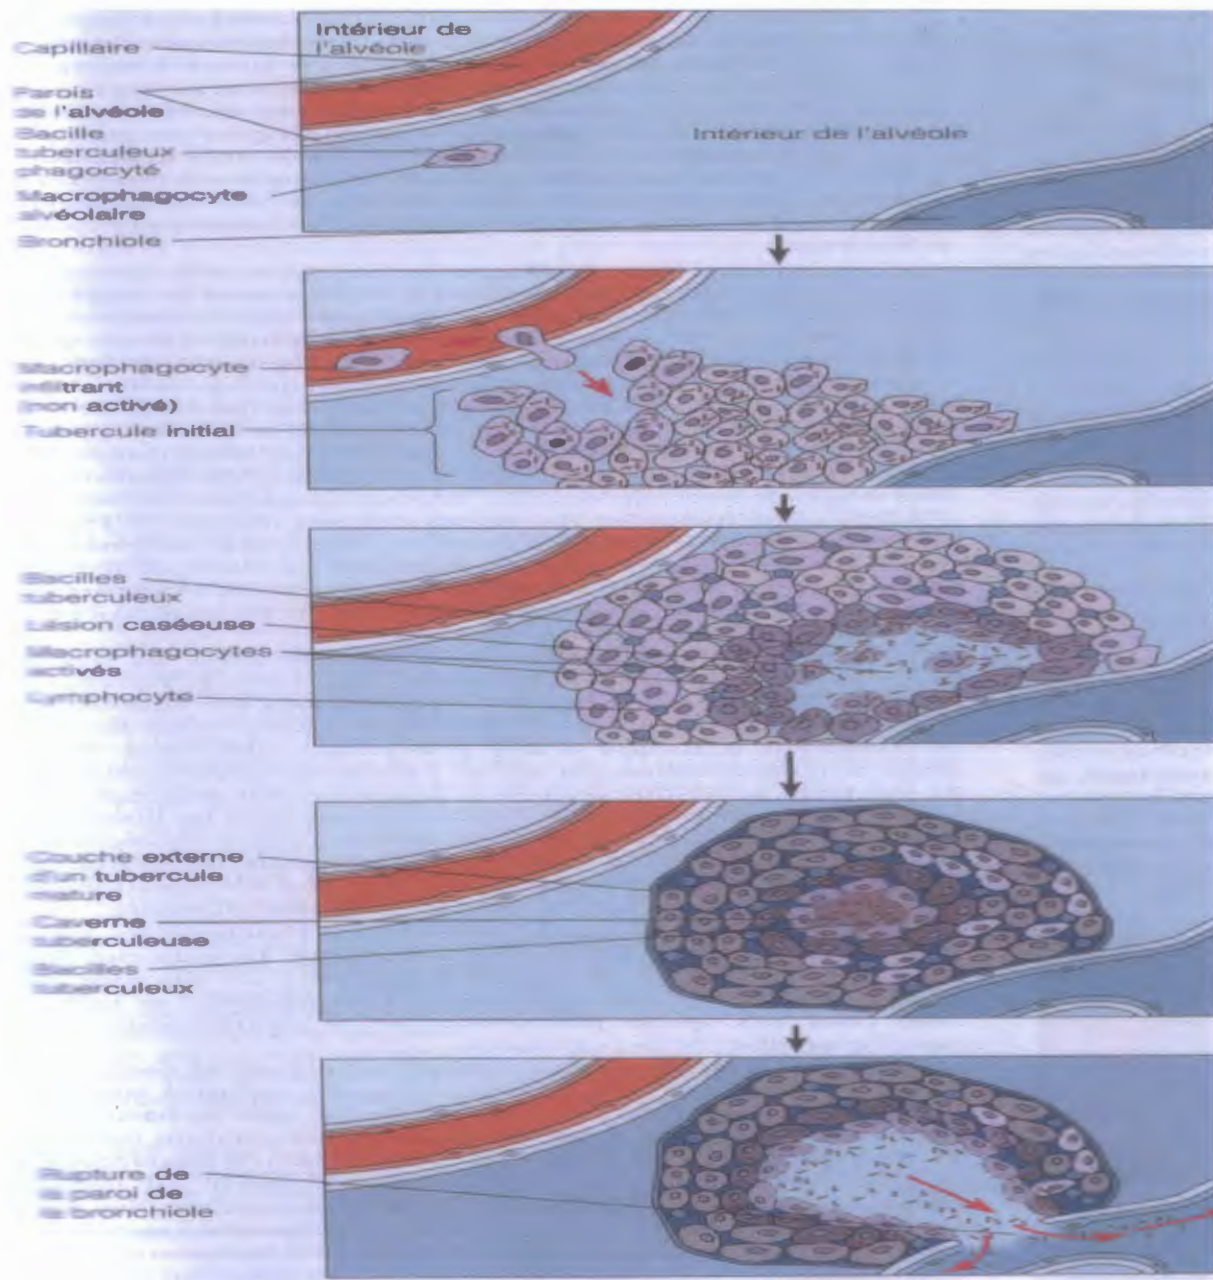 Intérieur de
l'alvéole
Capillaire
Parois
de l'alvéole
Bacille
tuberculeux
phagocyté
Macrophagocyte
alvéolaire
Bronchiole
Intérieur de l'alvéole
Macrophagocyte
infiltrant
(non activé)
Tubercule initial
Bacilles
tuberculeux
Lésion caséeuse
Macrophagocytes
activés
Lymphocyte
Couche externe
d'un tubercule
mature
Caverne
tuberculeuse
Bacilles
tuberculeux
Rupture de
la paroi de
la bronchiole